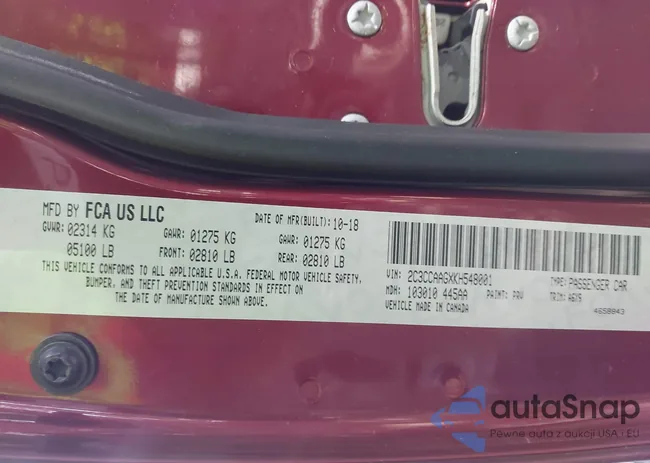 MFD BY FCA US LLC
DATE OF MFR(BUILT): 10-18
GVWR: 02314 KG GAWR: 01275 KG GAWR: 01275 KG
05100 LB FRONT: 02810 LB REAR: 02810 LB
THIS VEHICLE CONFORMS TO ALL APPLICABLE U.S.A. FEDERAL MOTOR VEHICLE SAFETY,
BUMPER, AND THEFT PREVENTION STANDARDS IN EFFECT ON
THE DATE OF MANUFACTURE SHOWN ABOVE.
VIN: 2C3CCAAGXKH548001 TYPE: PASSENGER CAR
MDH: 103010 445AA PAINT: PRV TRIM: A6X9
VEHICLE MADE IN CANADA 4658943
autaSnap
Pewne auta z aukcji USA i EU